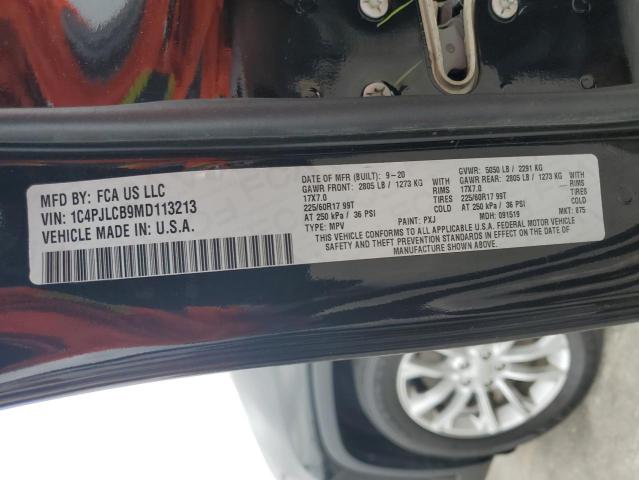 MFD BY: FCA US LLC
VIN: 1C4PJLCB9MD113213
VEHICLE MADE IN U.S.A.
DATE OF MFR (BUILT): 9-20 GVWR: 5050 LB / 2291 KG
GAWR FRONT: 2805 LB / 1273 KG GAWR REAR: 2805 LB / 1273 KG
17X7.0 RIMS 17X7.0 RIMS
225/60R17 99T TIRES 225/60R17 99T TIRES
AT 250 kPa / 36 PSI COLD AT 250 kPa / 36 PSI COLD
TYPE: MPV PAINT: PXJ MDH: 091519 MKT: 875
THIS VEHICLE CONFORMS TO ALL APPLICABLE U.S.A. FEDERAL MOTOR VEHICLE
SAFETY AND THEFT PREVENTION STANDARDS IN EFFECT ON THE DATE OF
MANUFACTURE SHOWN ABOVE.